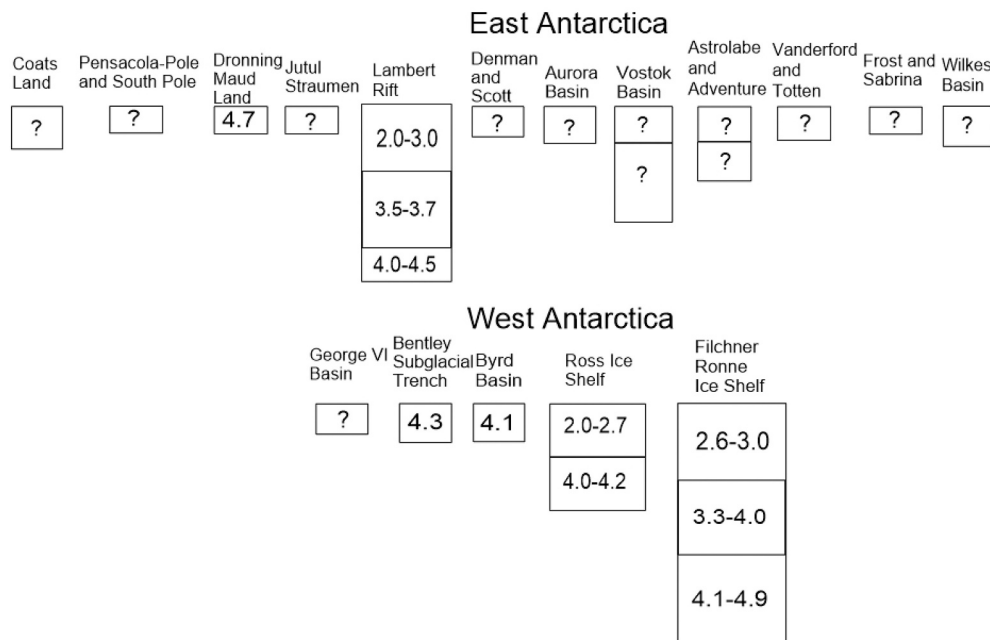 East Antarctica
Coats
Land
?
Pensacola-Pole
and South Pole
?
Dronning
Maud
Land
4.7
Jutul
Straumen
?
Lambert
Rift
2.0-3.0
3.5-3.7
4.0-4.5
Denman
and
Scott
?
Aurora
Basin
?
Vostok
Basin
?
?
Astrolabe
and
Adventure
?
?
Vanderford
and
Totten
?
Frost and
Sabrina
?
Wilkes
Basin
?
West Antarctica
George VI
Basin
?
Bentley
Subglacial
Trench
4.3
Byrd
Basin
4.1
Ross Ice
Shelf
2.0-2.7
4.0-4.2
Filchner
Ronne
Ice Shelf
2.6-3.0
3.3-4.0
4.1-4.9